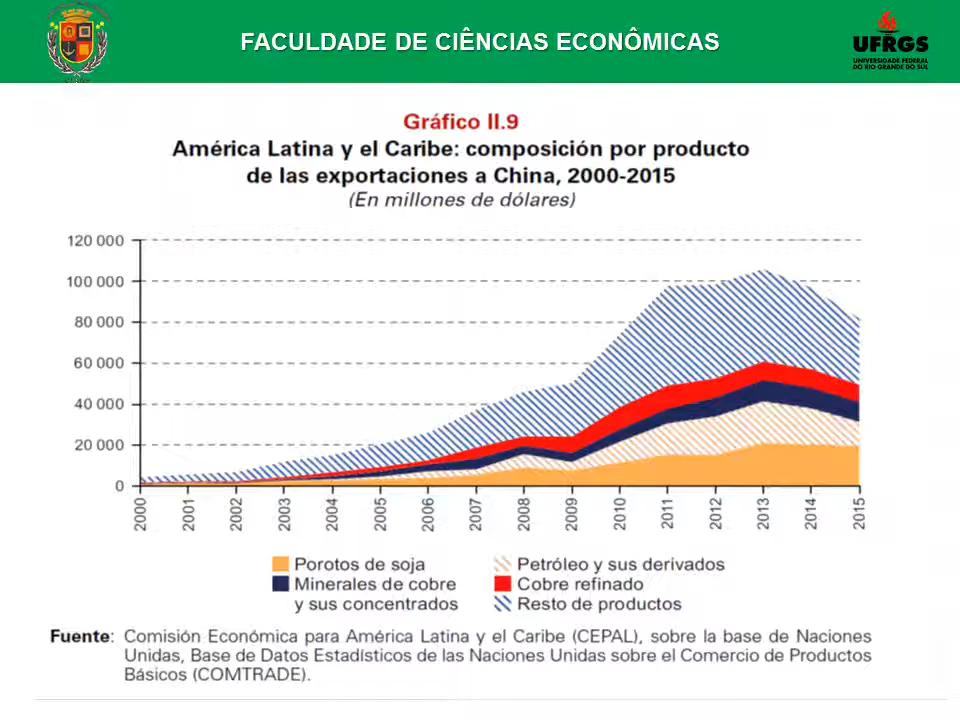 FACULDADE DE CIÊNCIAS ECONÔMICAS
UFRGS
UNIVERSIDADE FEDERAL
DO RIO GRANDE DO SUL
Gráfico II.9
América Latina y el Caribe: composición por producto
de las exportaciones a China, 2000-2015
(En millones de dólares)
120 000
100 000
80 000
60 000
40 000
20 000
0
2000
2001
2002
2003
2004
2005
2006
2007
2008
2009
2010
2011
2012
2013
2014
2015
Porotos de soja
Minerales de cobre
y sus concentrados
Petróleo y sus derivados
Cobre refinado
Resto de productos
Fuente: Comisión Económica para América Latina y el Caribe (CEPAL), sobre la base de Naciones
Unidas, Base de Datos Estadísticos de las Naciones Unidas sobre el Comercio de Productos
Básicos (COMTRADE).